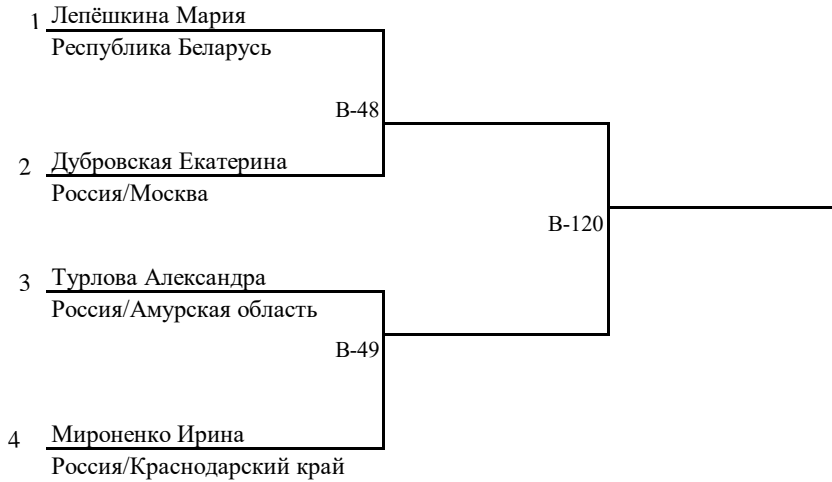 1 Лепёшкина Мария
Республика Беларусь
B-48
2 Дубровская Екатерина
Россия/Москва
B-120
3 Турлова Александра
Россия/Амурская область
B-49
4 Мироненко Ирина
Россия/Краснодарский край